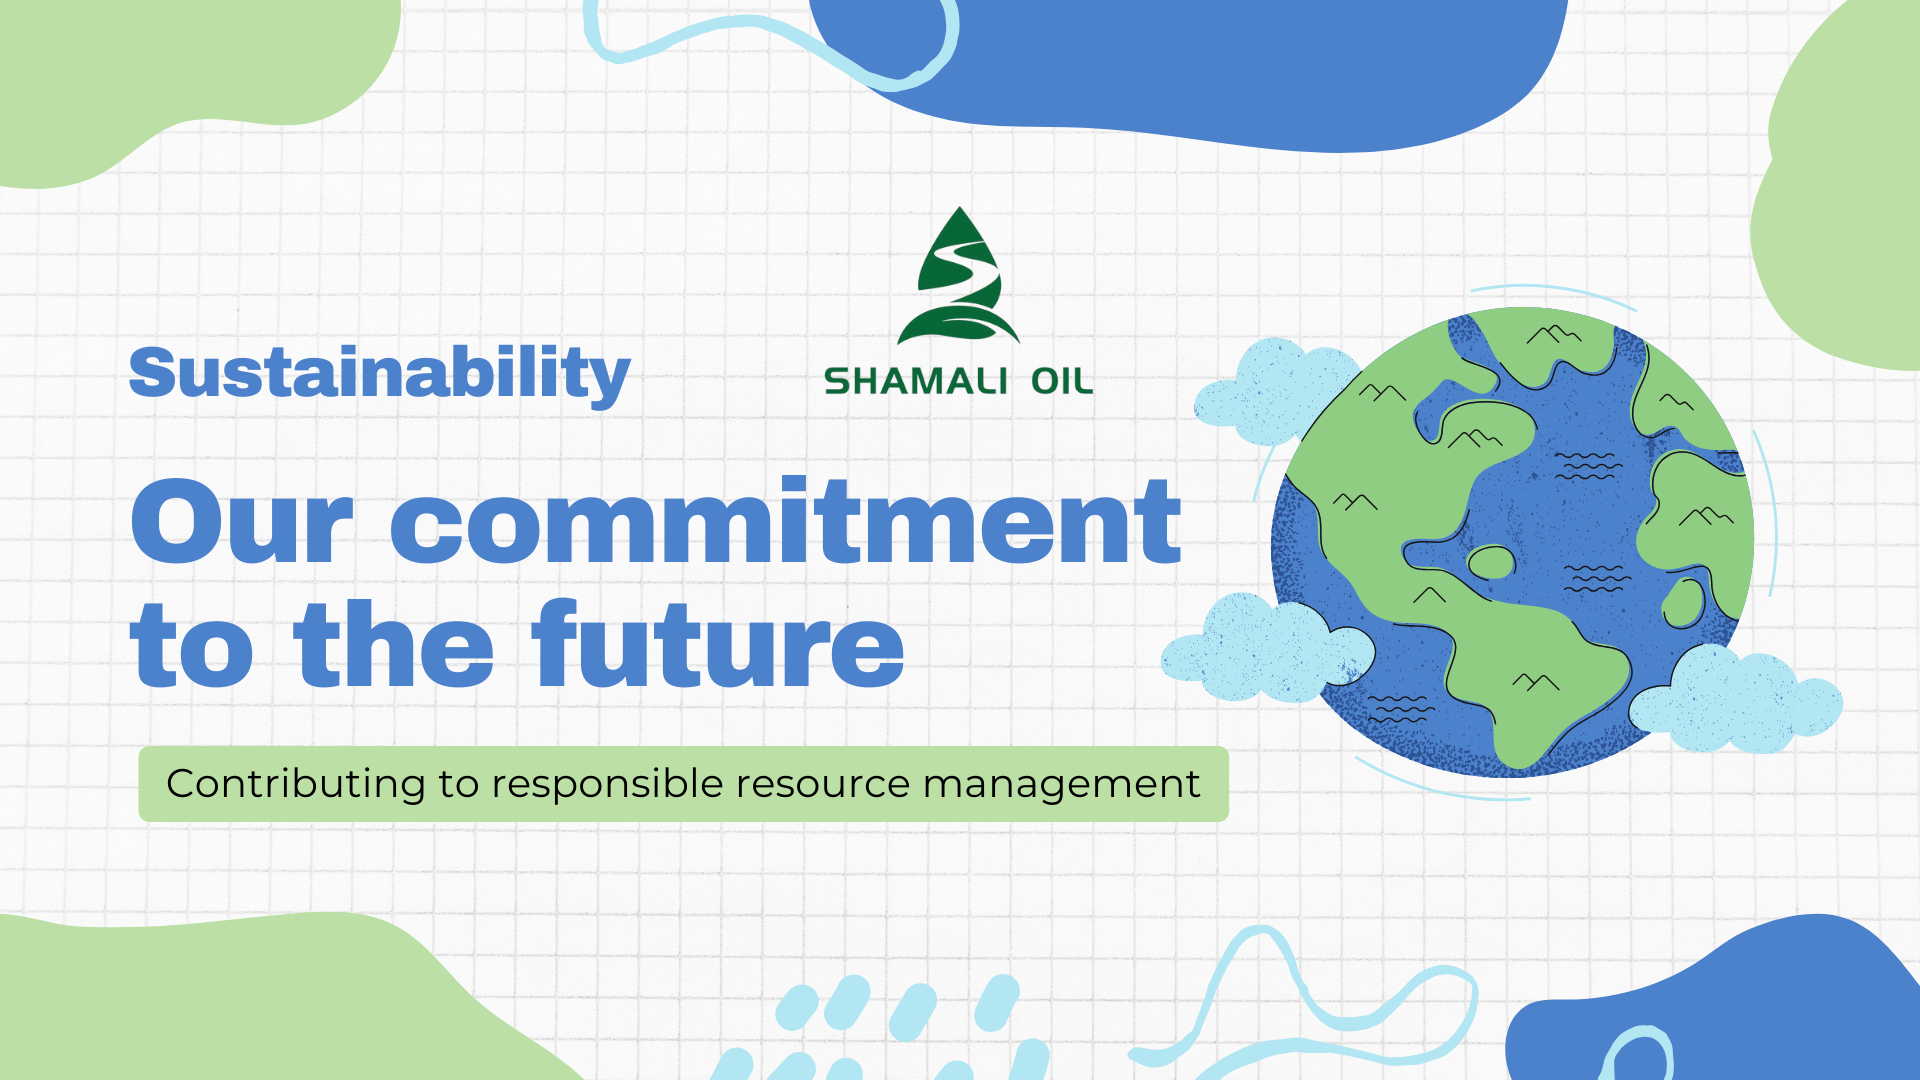 SHAMALI OIL
Sustainability
Our commitment
to the future
Contributing to responsible resource management